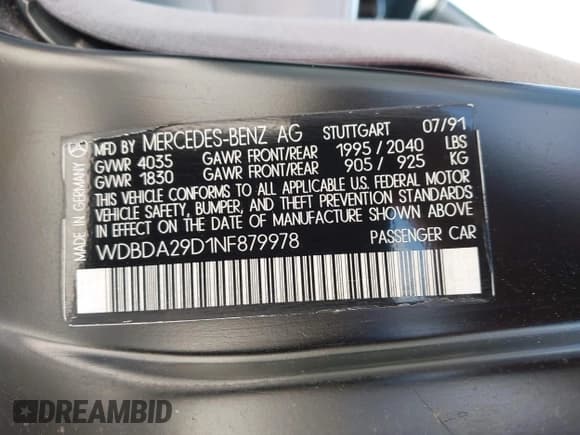 MADE IN GERMANY
MFD BY MERCEDES-BENZ AG STUTTGART 07/91
GVWR 4035 GAWR FRONT/REAR 1995/2040 LBS
GVWR 1830 GAWR FRONT/REAR 905/ 925 KG
THIS VEHICLE CONFORMS TO ALL APPLICABLE U.S. FEDERAL MOTOR
VEHICLE SAFETY, BUMPER, AND THEFT PREVENTION STANDARDS
IN EFFECT ON THE DATE OF MANUFACTURE SHOWN ABOVE
WDBDA29D1NF879978 PASSENGER CAR
DREAMBID